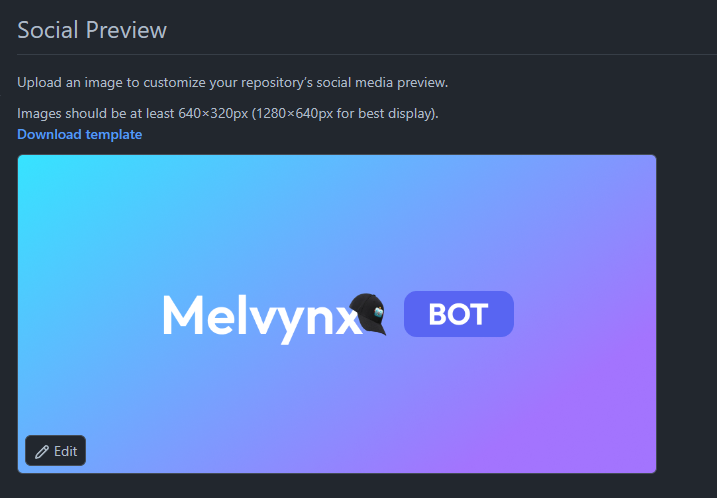 Social Preview
Upload an image to customize your repository’s social media preview.
Images should be at least 640×320px (1280×640px for best display).
Download template
Melvynx BOT
Edit